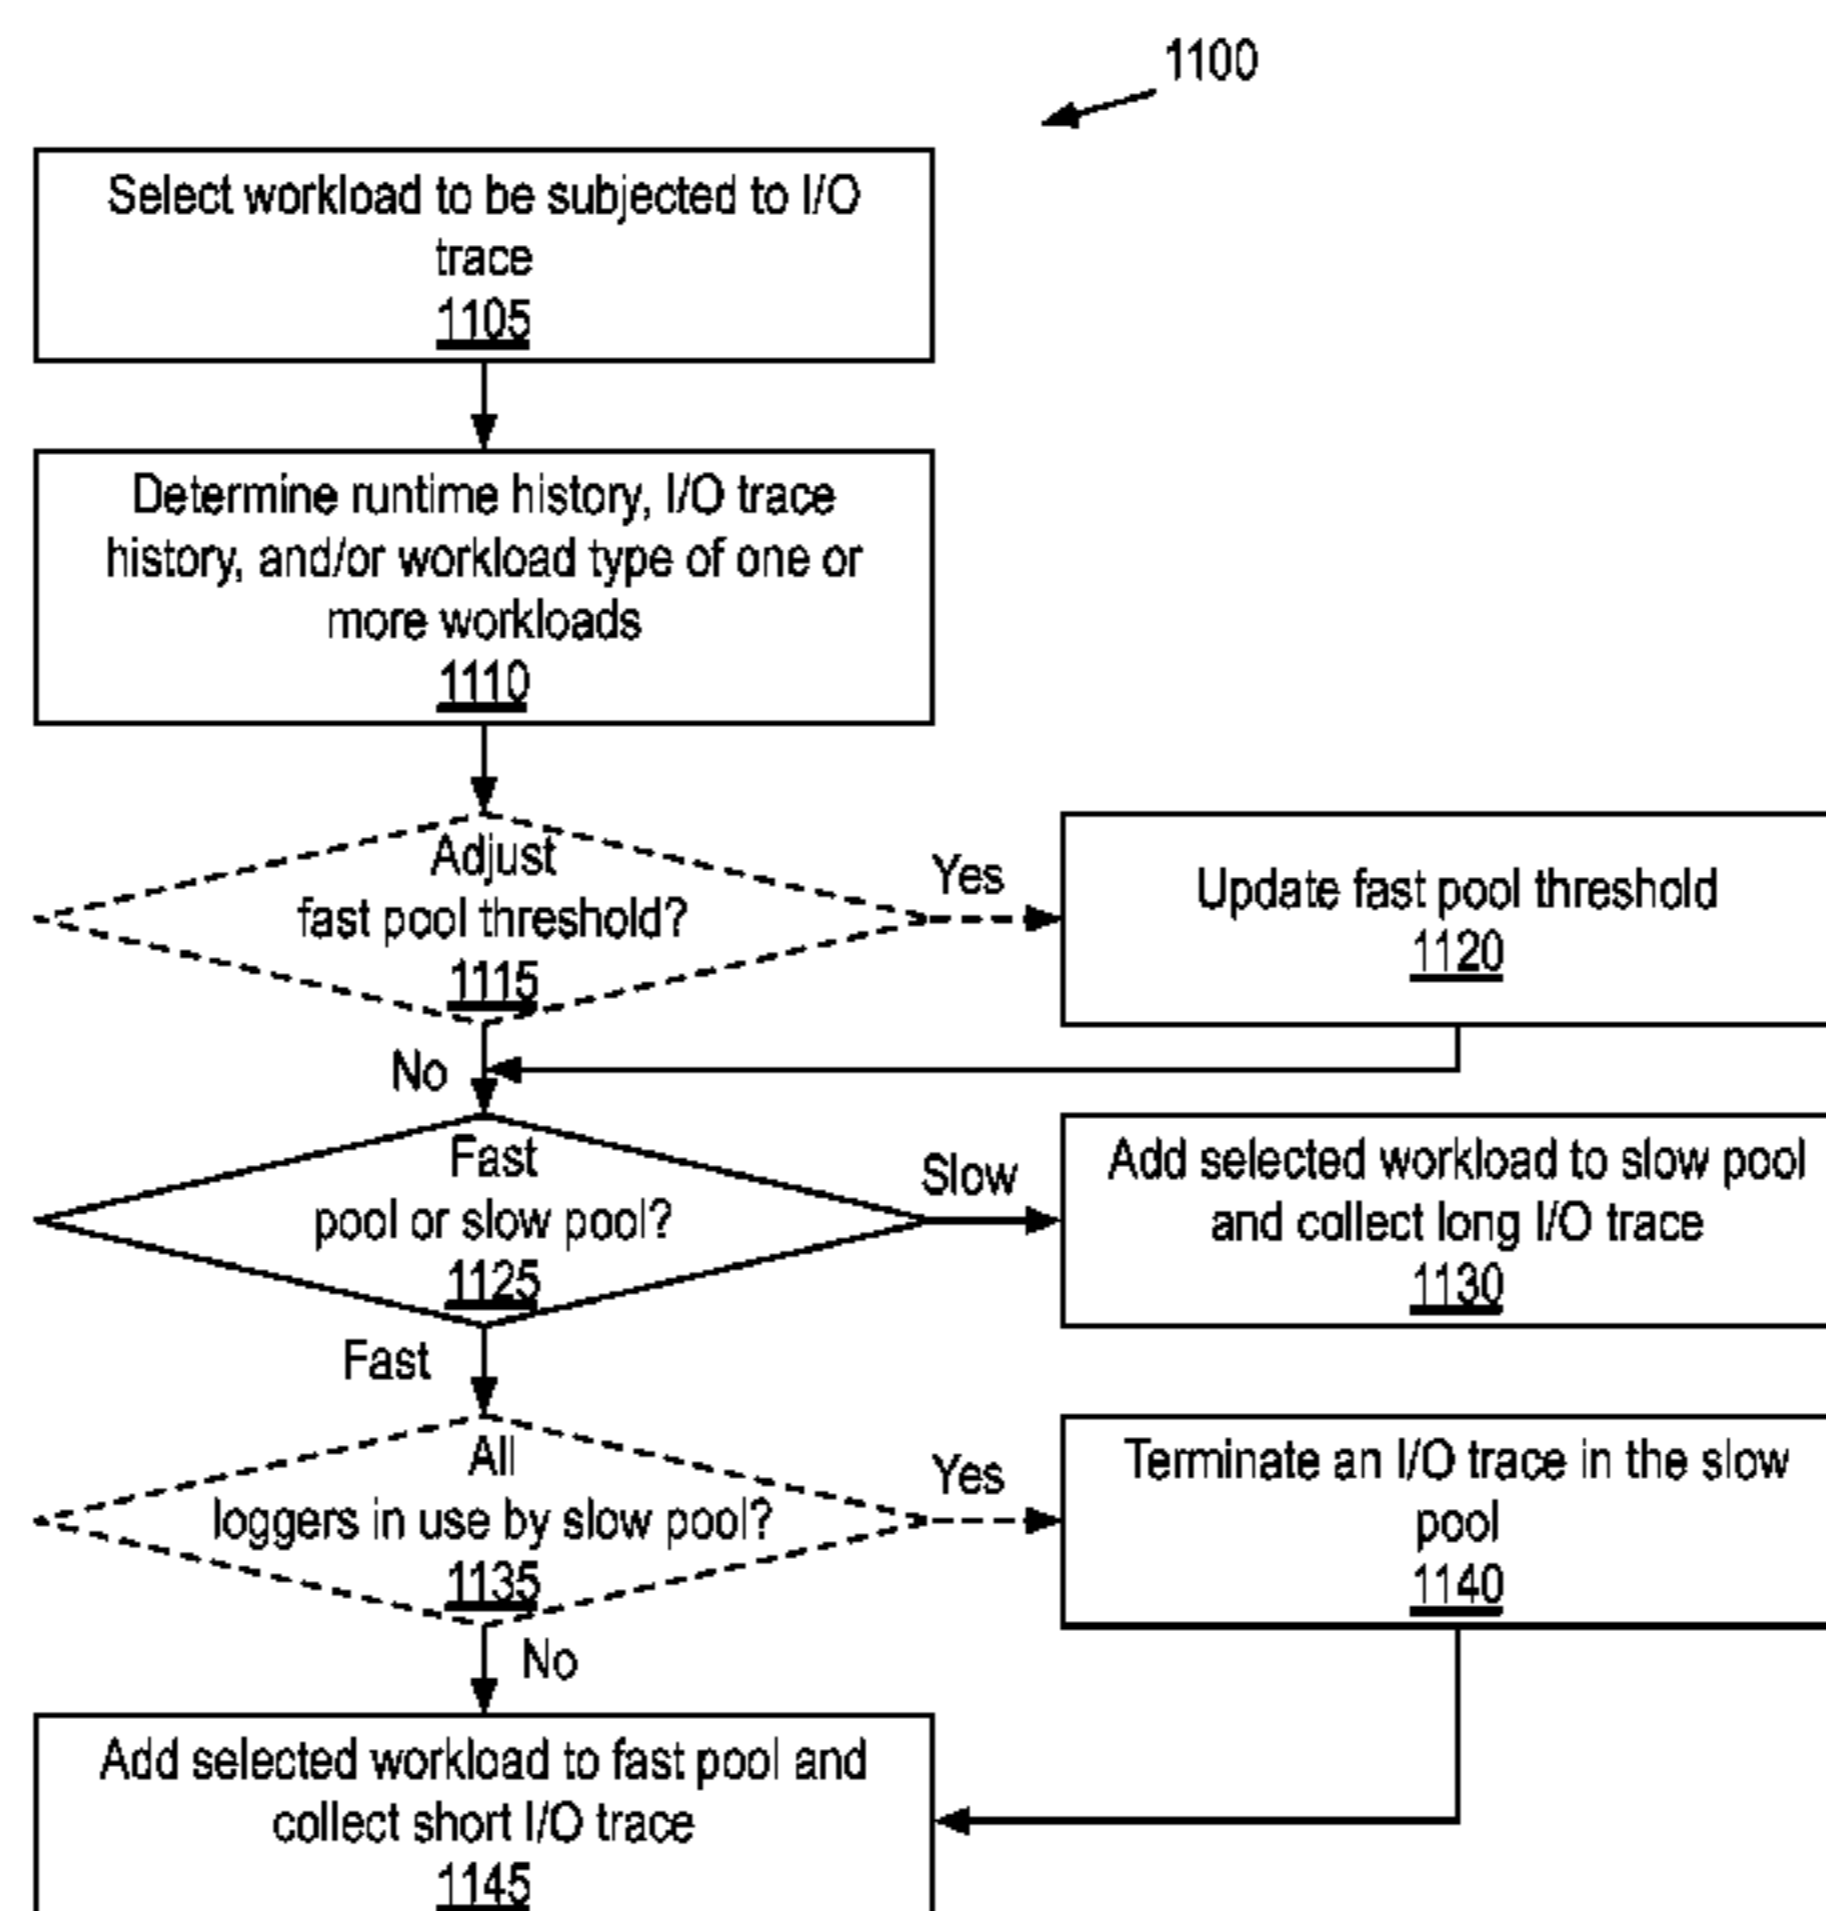 1100
Select workload to be subjected to I/O
trace
1105
Determine runtime history, I/O trace
history, and/or workload type of one or
more workloads
1110
Adjust
fast pool threshold?
1115
Yes
Update fast pool threshold
1120
No
Fast
pool or slow pool?
1125
Slow
Add selected workload to slow pool
and collect long I/O trace
1130
Fast
All
loggers in use by slow pool?
1135
Yes
Terminate an I/O trace in the slow
pool
1140
No
Add selected workload to fast pool and
collect short I/O trace
1145